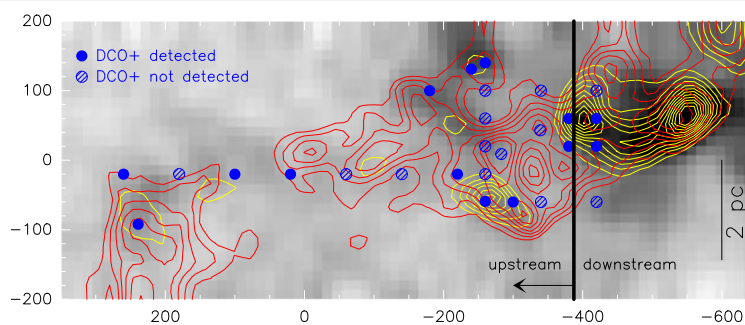 200
DCO+ detected
DCO+ not detected
100
0
−100
2 pc
upstream
downstream
−200
200
0
−200
−400
−600